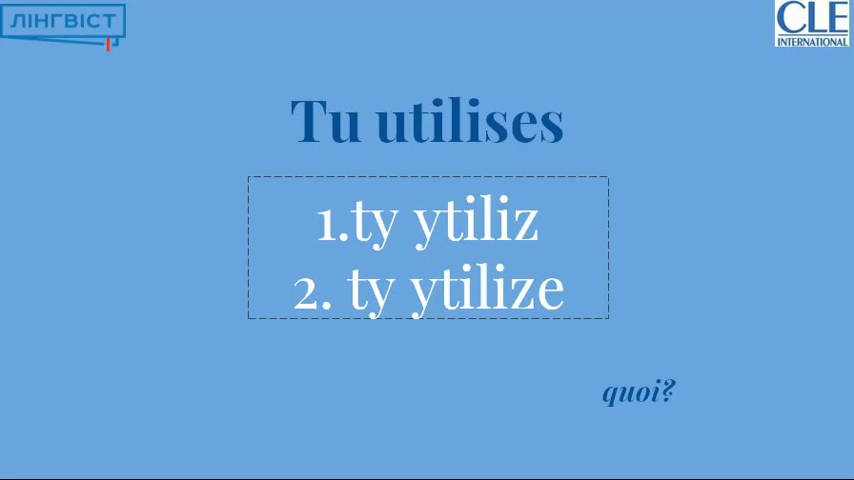 ЛІНГВІСТ
CLE
INTERNATIONAL
Tu utilises
1.ty ytiliz
2. ty ytilize
quoi?